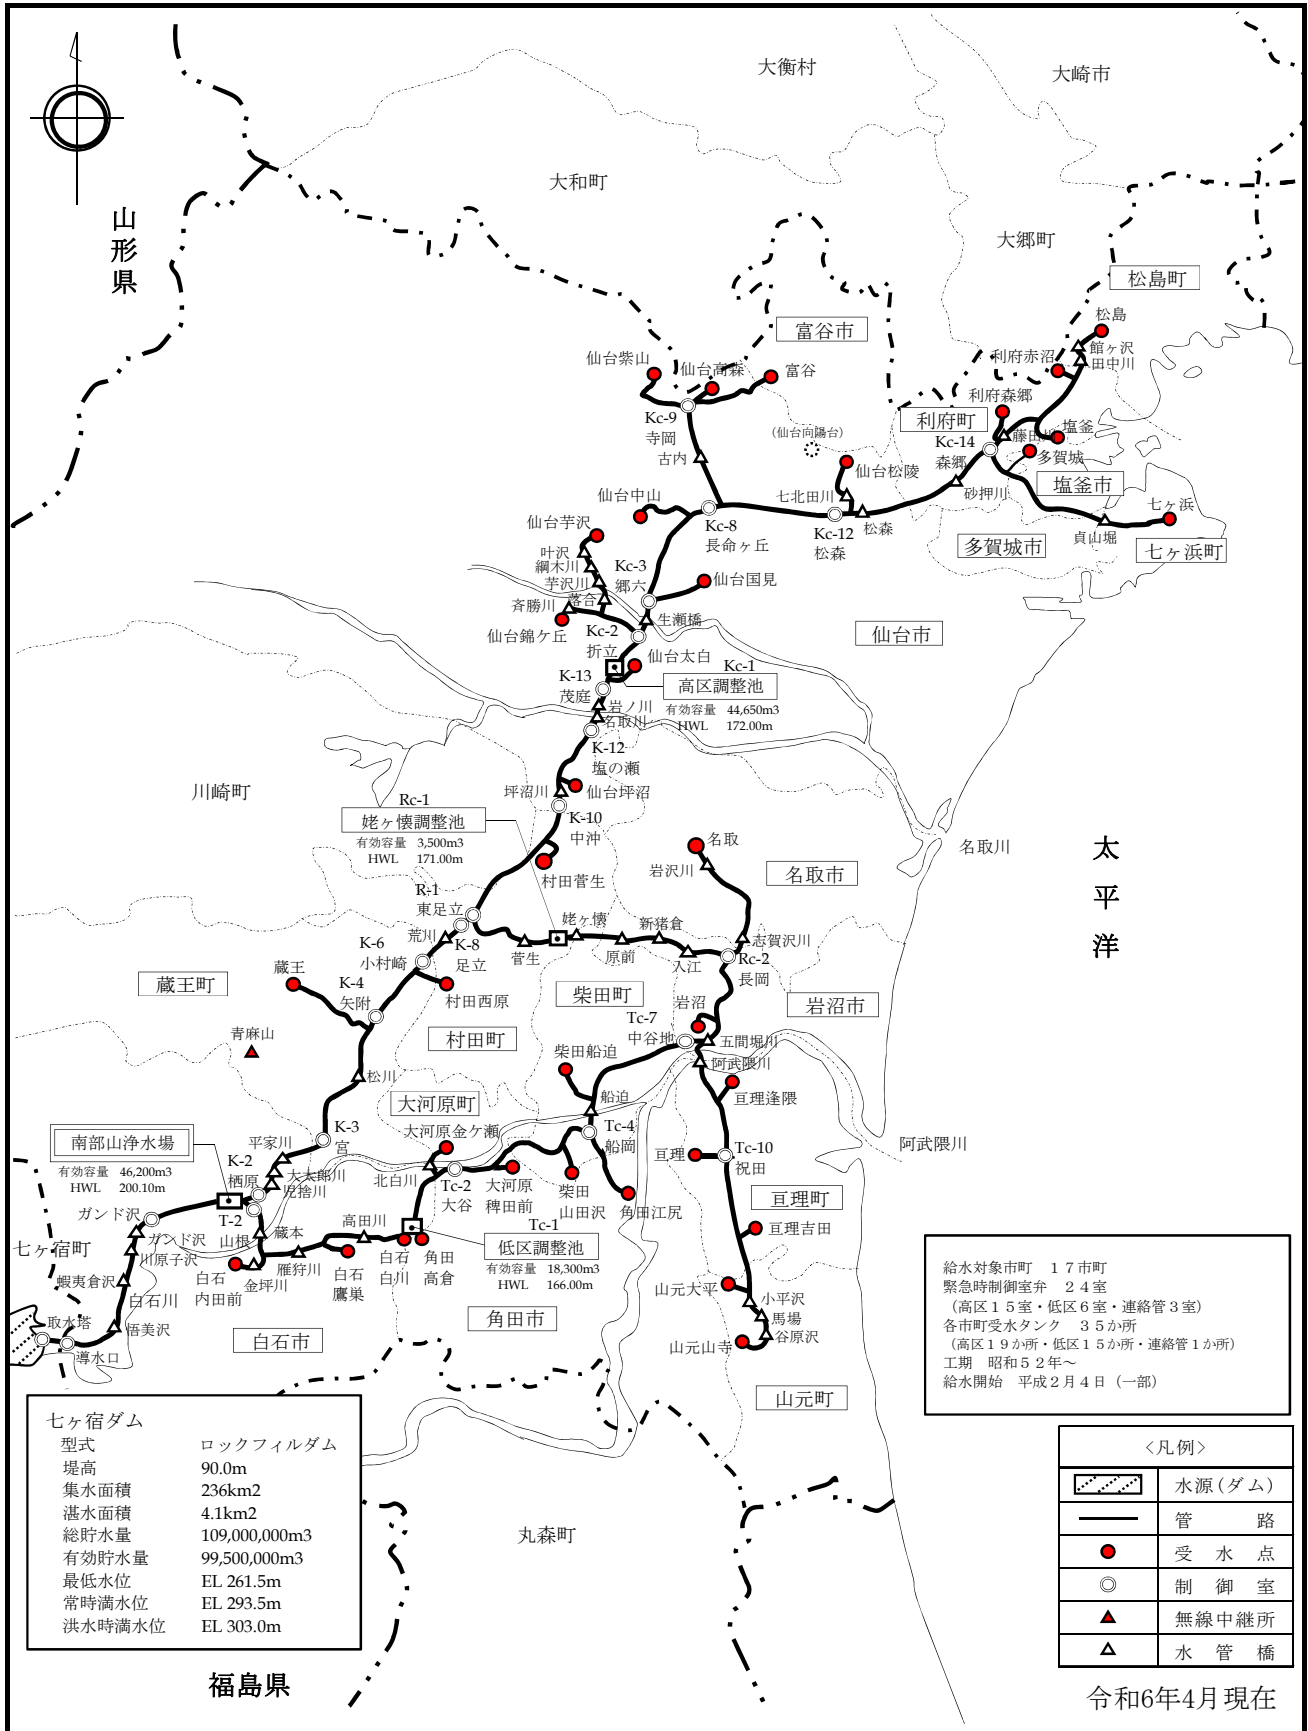 大衡村
大崎市
大和町
山形県
大郷町
松島町
松島
富谷市
館ヶ沢
田中川
利府赤沼
仙台紫山
仙台高森
富谷
利府森郷
Kc-9
寺岡
利府町
(仙台向陽台)
藤田川
塩釜
Kc-14
森郷
多賀城
古内
仙台松陵
塩釜市
仙台中山
七北田川
砂押川
七ヶ浜
仙台芋沢
Kc-8
長命ヶ丘
Kc-12
松森
松森
貞山堀
多賀城市
七ヶ浜町
叶沢
綱木川
芋沢川
落合
Kc-3
郷六
仙台国見
斉勝川
生瀬橋
仙台錦ケ丘
Kc-2
折立
仙台市
仙台太白
Kc-1
高区調整池
有効容量 44,650m3
HWL 172.00m
K-13
茂庭
岩ノ川
名取川
K-12
塩の瀬
川崎町
坪沼川
仙台坪沼
Rc-1
姥ヶ懐調整池
有効容量 3,500m3
HWL 171.00m
K-10
中沖
名取
名取川
太平洋
岩沢川
名取市
村田菅生
R-1
東足立
姥ヶ懐
新猪倉
志賀沢川
荒川
K-8
足立
菅生
原前
入江
Rc-2
長岡
K-6
小村崎
蔵王
蔵王町
K-4
矢附
村田西原
柴田町
岩沼
岩沼市
青麻山
村田町
Tc-7
中谷地
五間堀川
柴田船迫
阿武隈川
松川
亘理逢隈
大河原町
船迫
大河原金ケ瀬
Tc-4
船岡
阿武隈川
K-3
宮
南部山浄水場
有効容量 46,200m3
HWL 200.10m
平家川
K-2
栖原
太太郎川
児捨川
北白川
Tc-2
大谷
大河原
稗田前
柴田
山田沢
角田江尻
亘理
Tc-10
祝田
亘理町
ガンド沢
T-2
山根
蔵本
高田川
Tc-1
低区調整池
有効容量 18,300m3
HWL 166.00m
亘理吉田
七ヶ宿町
ガンド沢
川原子沢
蝦夷倉沢
白石川
白石
内田前
金坪川
雁狩川
白石
鷹巣
白石
白川
角田
高倉
山元大平
小平沢
馬場
谷原沢
山元山寺
取水塔
導水口
悟美沢
白石市
角田市
給水対象市町 17市町
緊急時制御室弁 24室
(高区15室・低区6室・連絡管3室)
各市町受水タンク 35か所
(高区19か所・低区15か所・連絡管1か所)
工期 昭和52年~
給水開始 平成2月4日(一部)
山元町
七ヶ宿ダム
型式 ロックフィルダム
堤高 90.0m
集水面積 236km2
湛水面積 4.1km2
総貯水量 109,000,000m3
有効貯水量 99,500,000m3
最低水位 EL 261.5m
常時満水位 EL 293.5m
洪水時満水位 EL 303.0m
丸森町
福島県
<凡例>
水源(ダム)
管路
受水点
制御室
無線中継所
水管橋
令和6年4月現在